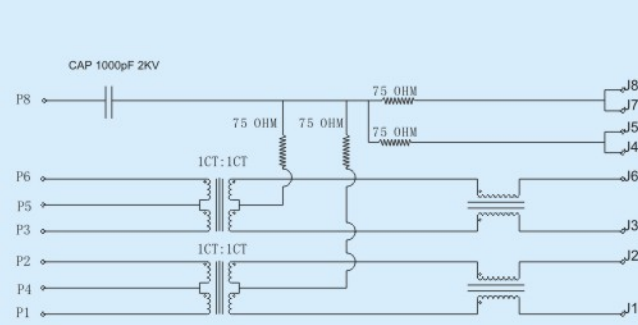 CAP 1000pF 2KV
J8
75 OHM
P8
J7
75 OHM 75 OHM
J5
75 OHM
J4
1CT:1CT
P6
J6
P5
P3
J3
1CT:1CT
P2
J2
P4
P1
J1